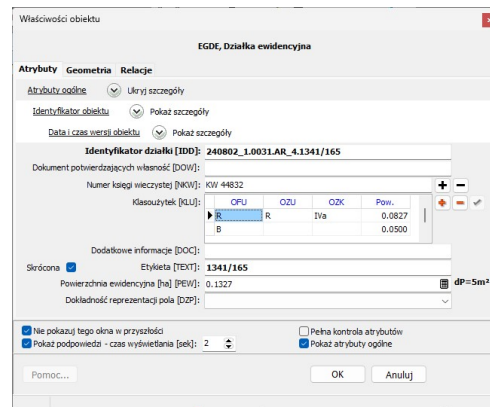 Właściwości obiektu
EGDE, Działka ewidencyjna
Atrybuty Geometria Relacje
Atrybuty ogólne Ukryj szczegóły
Identyfikator obiektu Pokaż szczegóły
Data i czas wersji obiektu Pokaż szczegóły
Identyfikator działki [IDD]: 240802_1.0031.AR_4.1341/165
Dokument potwierdzających własność [DOW]:
Numer księgi wieczystej [NKW]: KW 44832
Klasoużytek [KLU]: OFU OZU OZK Pow.
R R IVa 0.0827
B 0.0500
Dodatkowe informacje [DOC]:
Skrócona Etykieta [TEXT]: 1341/165
Powierzchnia ewidencyjna [ha] [PEW]: 0.1327 dP=5m²
Dokładność reprezentacji pola [DZP]:
Nie pokazuj tego okna w przyszłości Pełna kontrola atrybutów
Pokaż podpowiedzi - czas wyświetlania [sek]: 2 Pokaż atrybuty ogólne
Pomoc... OK Anuluj